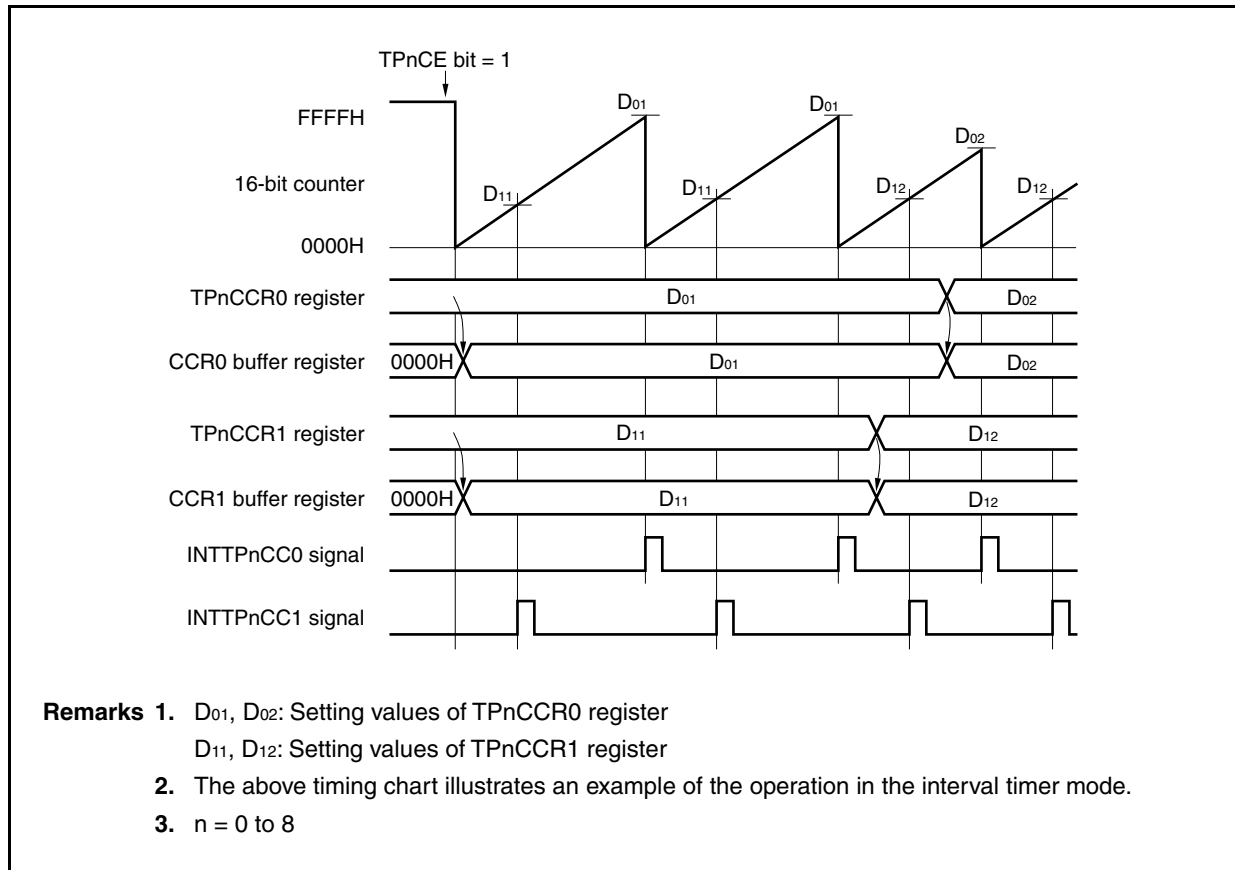 TPnCE bit = 1
D01 D01
FFFFH
D02
16-bit counter
D11 D11 D12 D12
0000H
TPnCCR0 register D01 D02
CCR0 buffer register 0000H D01 D02
TPnCCR1 register D11 D12
CCR1 buffer register 0000H D11 D12
INTTPnCC0 signal
INTTPnCC1 signal
Remarks 1. D01, D02: Setting values of TPnCCR0 register
D11, D12: Setting values of TPnCCR1 register
2. The above timing chart illustrates an example of the operation in the interval timer mode.
3. n = 0 to 8